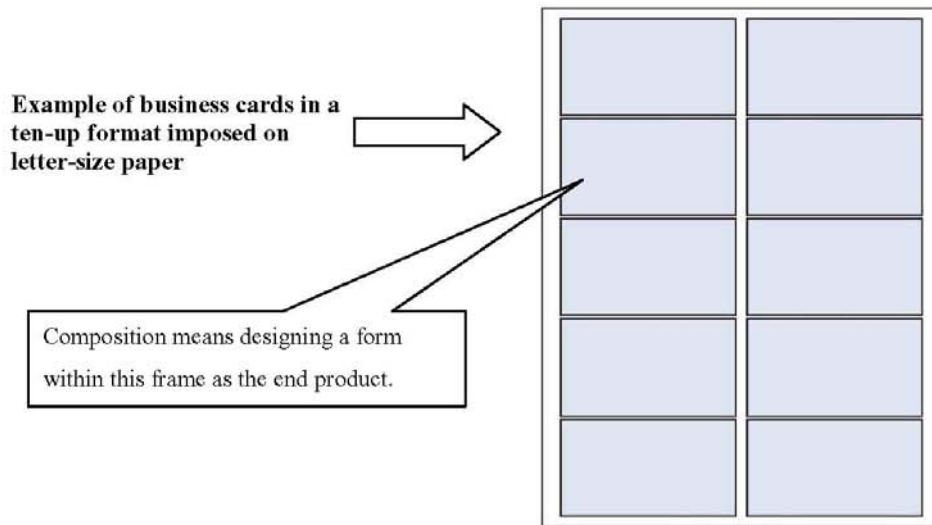 Example of business cards in a
ten-up format imposed on
letter-size paper
Composition means designing a form
within this frame as the end product.